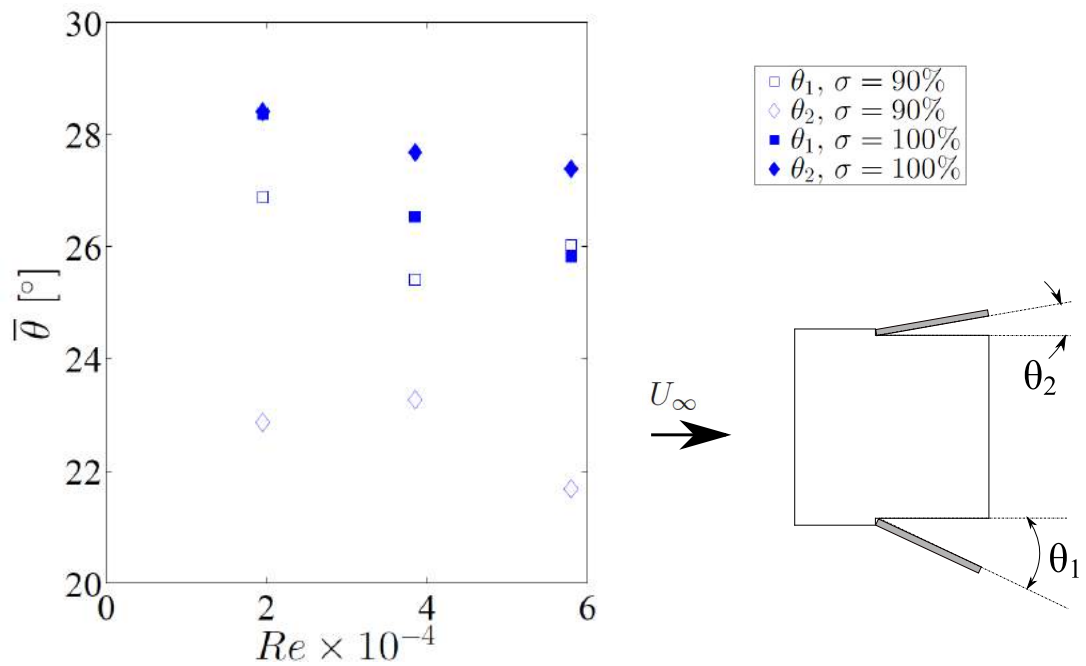 30
28
26
24
22
20
θ̅ [°]
0
2
4
6
Re × 10⁻⁴
θ₁, σ = 90%
θ₂, σ = 90%
θ₁, σ = 100%
θ₂, σ = 100%
U∞
θ₂
θ₁